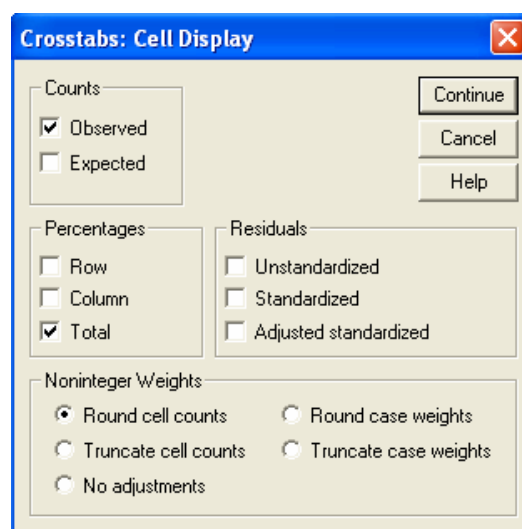 Crosstabs: Cell Display
Counts
Observed
Expected
Continue
Cancel
Help
Percentages
Row
Column
Total
Residuals
Unstandardized
Standardized
Adjusted standardized
Noninteger Weights
Round cell counts
Round case weights
Truncate cell counts
Truncate case weights
No adjustments